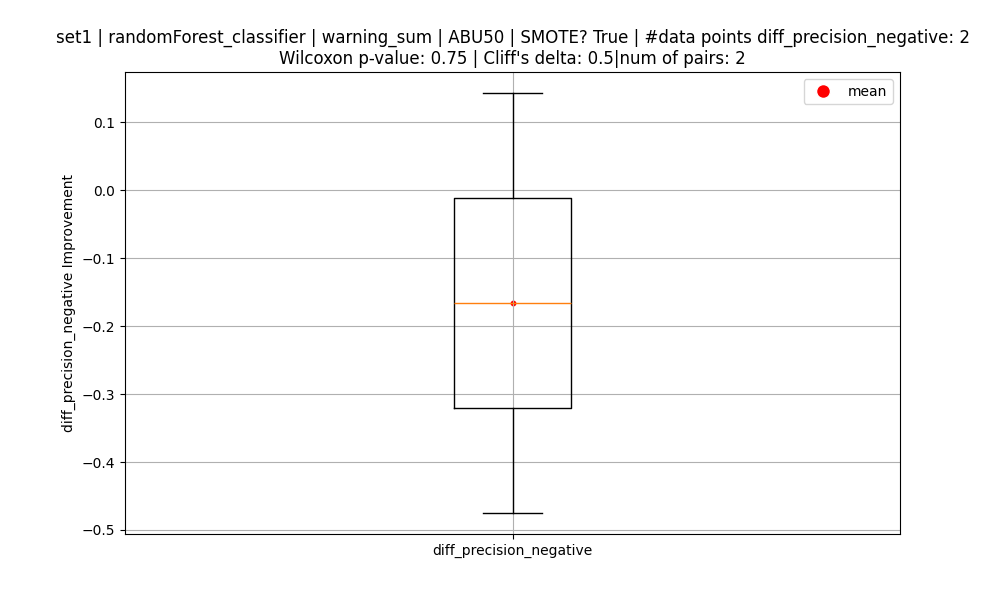 set1 | randomForest_classifier | warning_sum | ABU50 | SMOTE? True | #data points diff_precision_negative: 2
Wilcoxon p-value: 0.75 | Cliff's delta: 0.5|num of pairs: 2
mean
0.1
0.0
−0.1
−0.2
−0.3
−0.4
−0.5
diff_precision_negative Improvement
diff_precision_negative